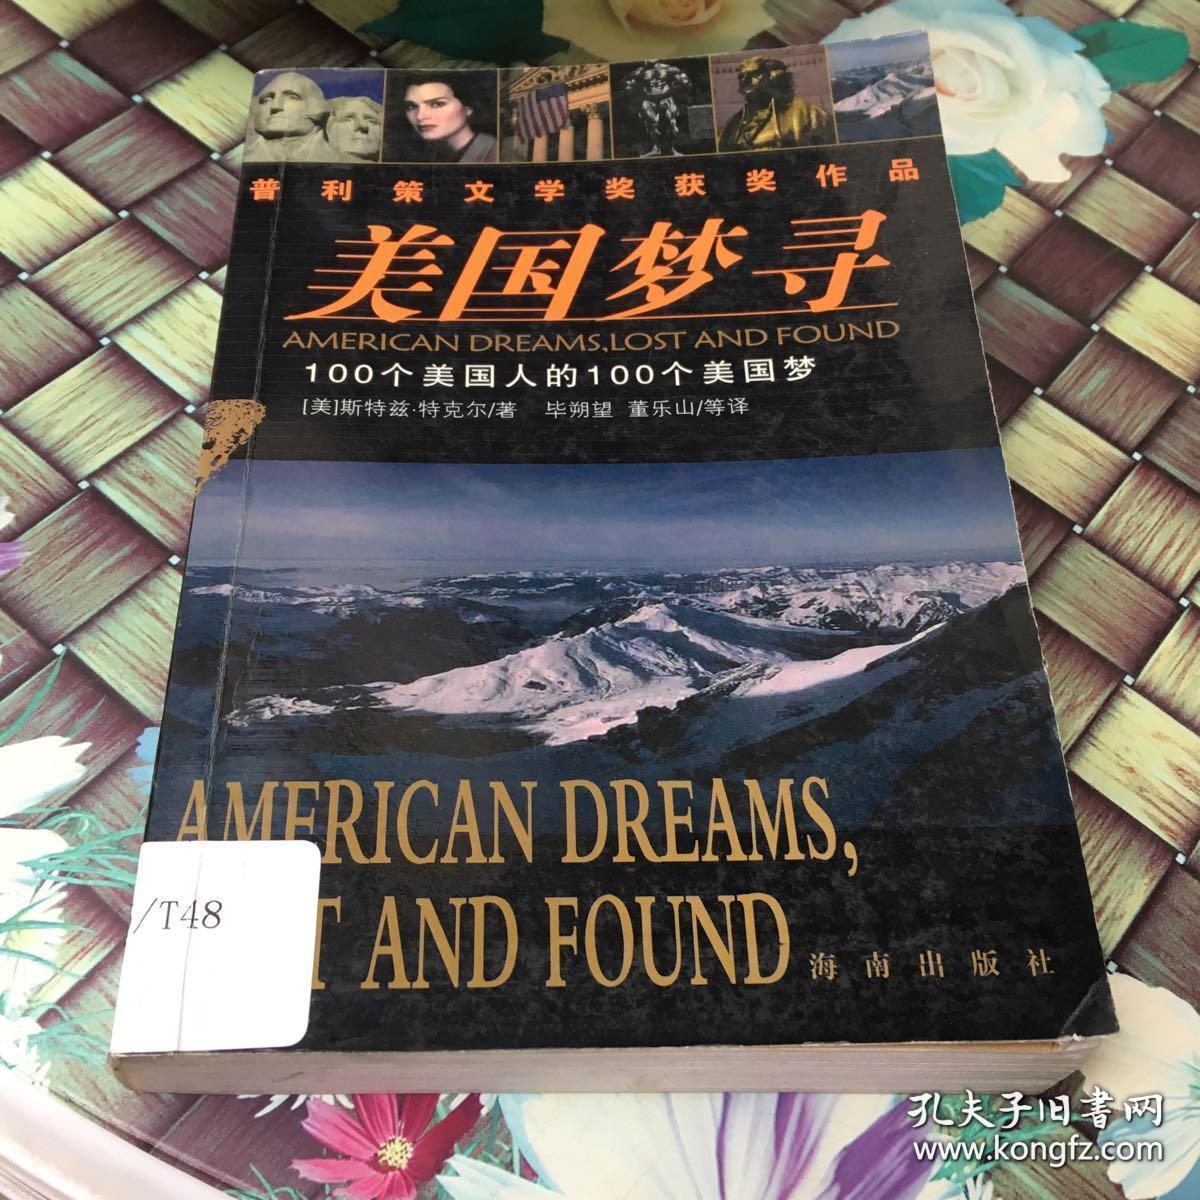 普利策文学奖获奖作品
美国梦寻
AMERICAN DREAMS,LOST AND FOUND
100个美国人的100个美国梦
[美]斯特兹·特克尔/著 毕朔望 董乐山/等译
AMERICAN DREAMS,
T AND FOUND
/T48
海南出版社
孔夫子旧書网
www.kongfz.com